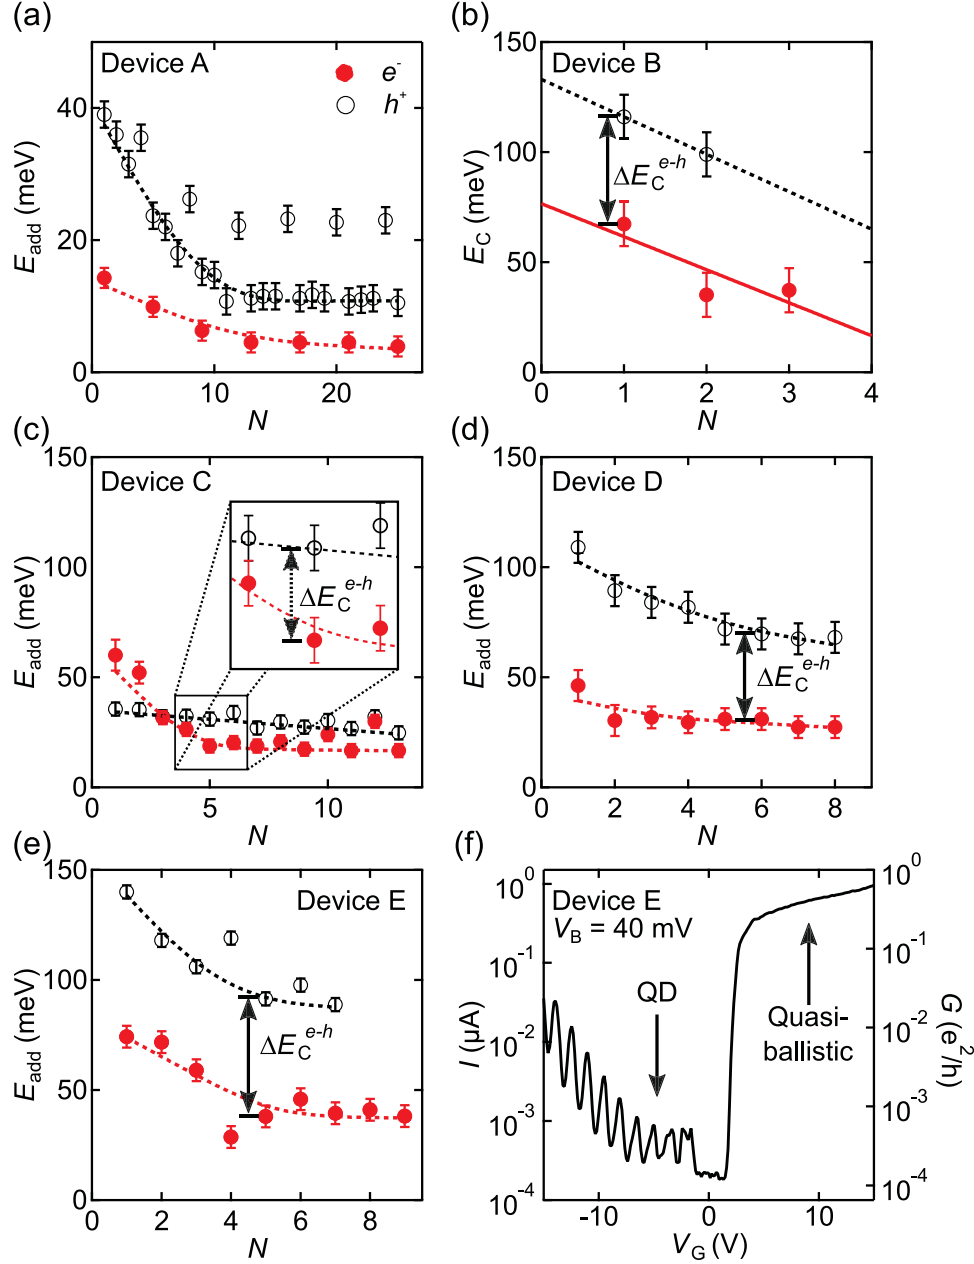 (a)
Device A
e⁻
h⁺
40
20
0
E_add (meV)
0
10
20
N
(b)
Device B
150
100
50
0
E_C (meV)
ΔE_C^e-h
0
1
2
3
4
N
(c)
Device C
150
100
50
0
E_add (meV)
ΔE_C^e-h
0
5
10
N
(d)
Device D
150
100
50
0
E_add (meV)
ΔE_C^e-h
0
2
4
6
8
N
(e)
Device E
150
100
50
0
E_add (meV)
ΔE_C^e-h
0
2
4
6
8
N
(f)
Device E
V_B = 40 mV
QD
Quasi-
ballistic
10⁰
10⁻¹
10⁻²
10⁻³
10⁻⁴
I (µA)
10⁰
10⁻¹
10⁻²
10⁻³
10⁻⁴
G (e²/h)
-10
0
10
V_G (V)